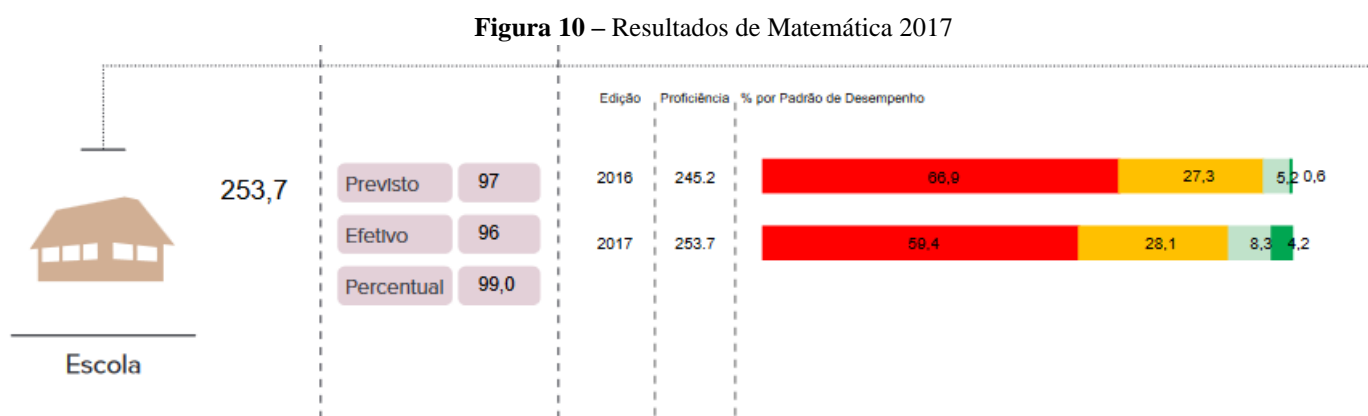 Figura 10 – Resultados de Matemática 2017
Edição Proficiência % por Padrão de Desempenho
253,7
Previsto 97
Efetivo 96
Percentual 99,0
2016 245.2 66,9 27,3 5,2 0,6
2017 253.7 59,4 28,1 8,3 4,2
Escola